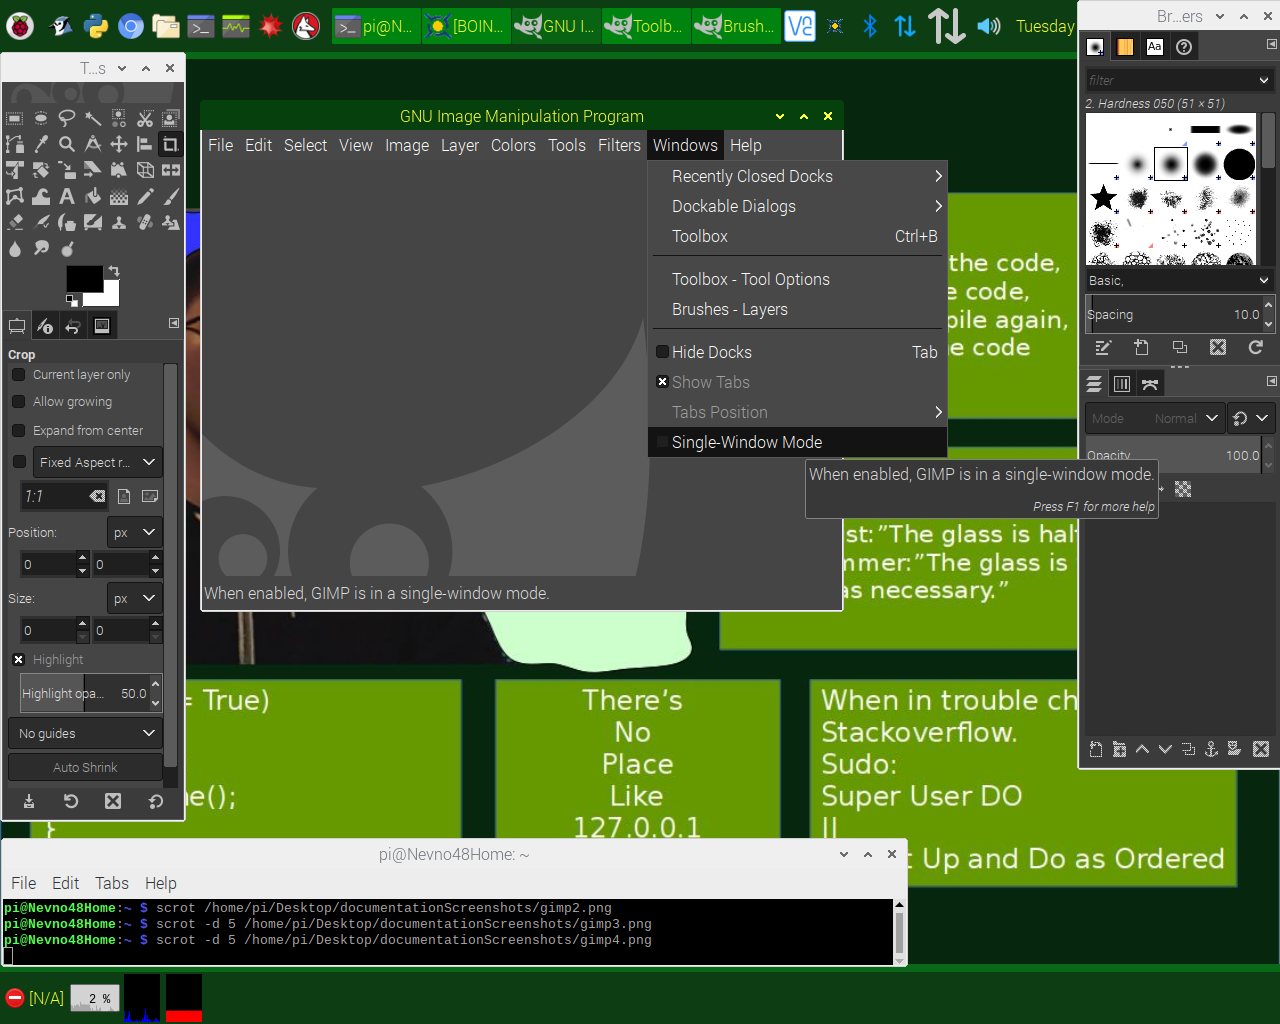 pi@N...
[BOIN...
GNU I...
Toolb...
Brush...
Tuesday
Br...ers
T...s
GNU Image Manipulation Program
File Edit Select View Image Layer Colors Tools Filters Windows Help
Recently Closed Docks
Dockable Dialogs
Toolbox Ctrl+B
Toolbox - Tool Options
Brushes - Layers
Hide Docks Tab
Show Tabs
Tabs Position
Single-Window Mode
When enabled, GIMP is in a single-window mode.
Press F1 for more help
When enabled, GIMP is in a single-window mode.
filter
2. Hardness 050 (51 × 51)
Basic,
Spacing 10.0
Mode Normal
Opacity 100.0
Crop
Current layer only
Allow growing
Expand from center
Fixed Aspect r...
1:1
Position: px
0 0
Size: px
0 0
Highlight
Highlight opa... 50.0
No guides
Auto Shrink
the code,
e code,
pile again,
e code
st:"The glass is half
mmer:"The glass is
as necessary."
= True)
ne();
}
There's
No
Place
Like
127.0.0.1
When in trouble ch
Stackoverflow.
Sudo:
Super User DO
||
t Up and Do as Ordered
pi@Nevno48Home: ~
File Edit Tabs Help
pi@Nevno48Home:~ $ scrot /home/pi/Desktop/documentationScreenshots/gimp2.png
pi@Nevno48Home:~ $ scrot -d 5 /home/pi/Desktop/documentationScreenshots/gimp3.png
pi@Nevno48Home:~ $ scrot -d 5 /home/pi/Desktop/documentationScreenshots/gimp4.png
[N/A]
2 %